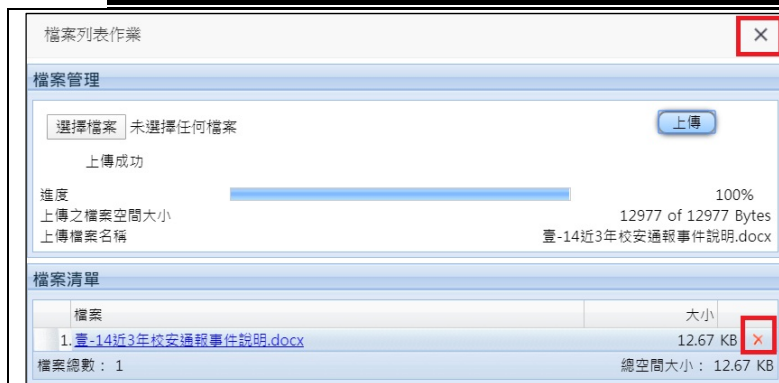 檔案列表作業
檔案管理
選擇檔案 未選擇任何檔案 上傳
上傳成功
進度 100%
上傳之檔案空間大小 12977 of 12977 Bytes
上傳檔案名稱 壹-14近3年校安通報事件說明.docx
檔案清單
檔案 大小
1. 壹-14近3年校安通報事件說明.docx 12.67 KB
檔案總數： 1 總空間大小： 12.67 KB